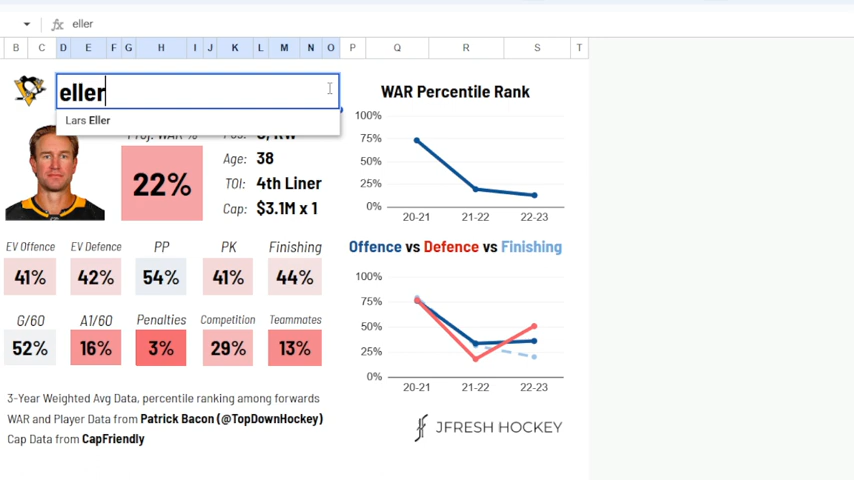 fx eller
B C D E F G H I J K L M N O P Q R S T
eller
Lars Eller
22%
Age: 38
TOI: 4th Liner
Cap: $3.1M x 1
EV Offence EV Defence PP PK Finishing
41% 42% 54% 41% 44%
G/60 A1/60 Penalties Competition Teammates
52% 16% 3% 29% 13%
3-Year Weighted Avg Data, percentile ranking among forwards
WAR and Player Data from Patrick Bacon (@TopDownHockey)
Cap Data from CapFriendly
WAR Percentile Rank
100%
75%
50%
25%
0%
20-21 21-22 22-23
Offence vs Defence vs Finishing
100%
75%
50%
25%
0%
20-21 21-22 22-23
JFRESH HOCKEY